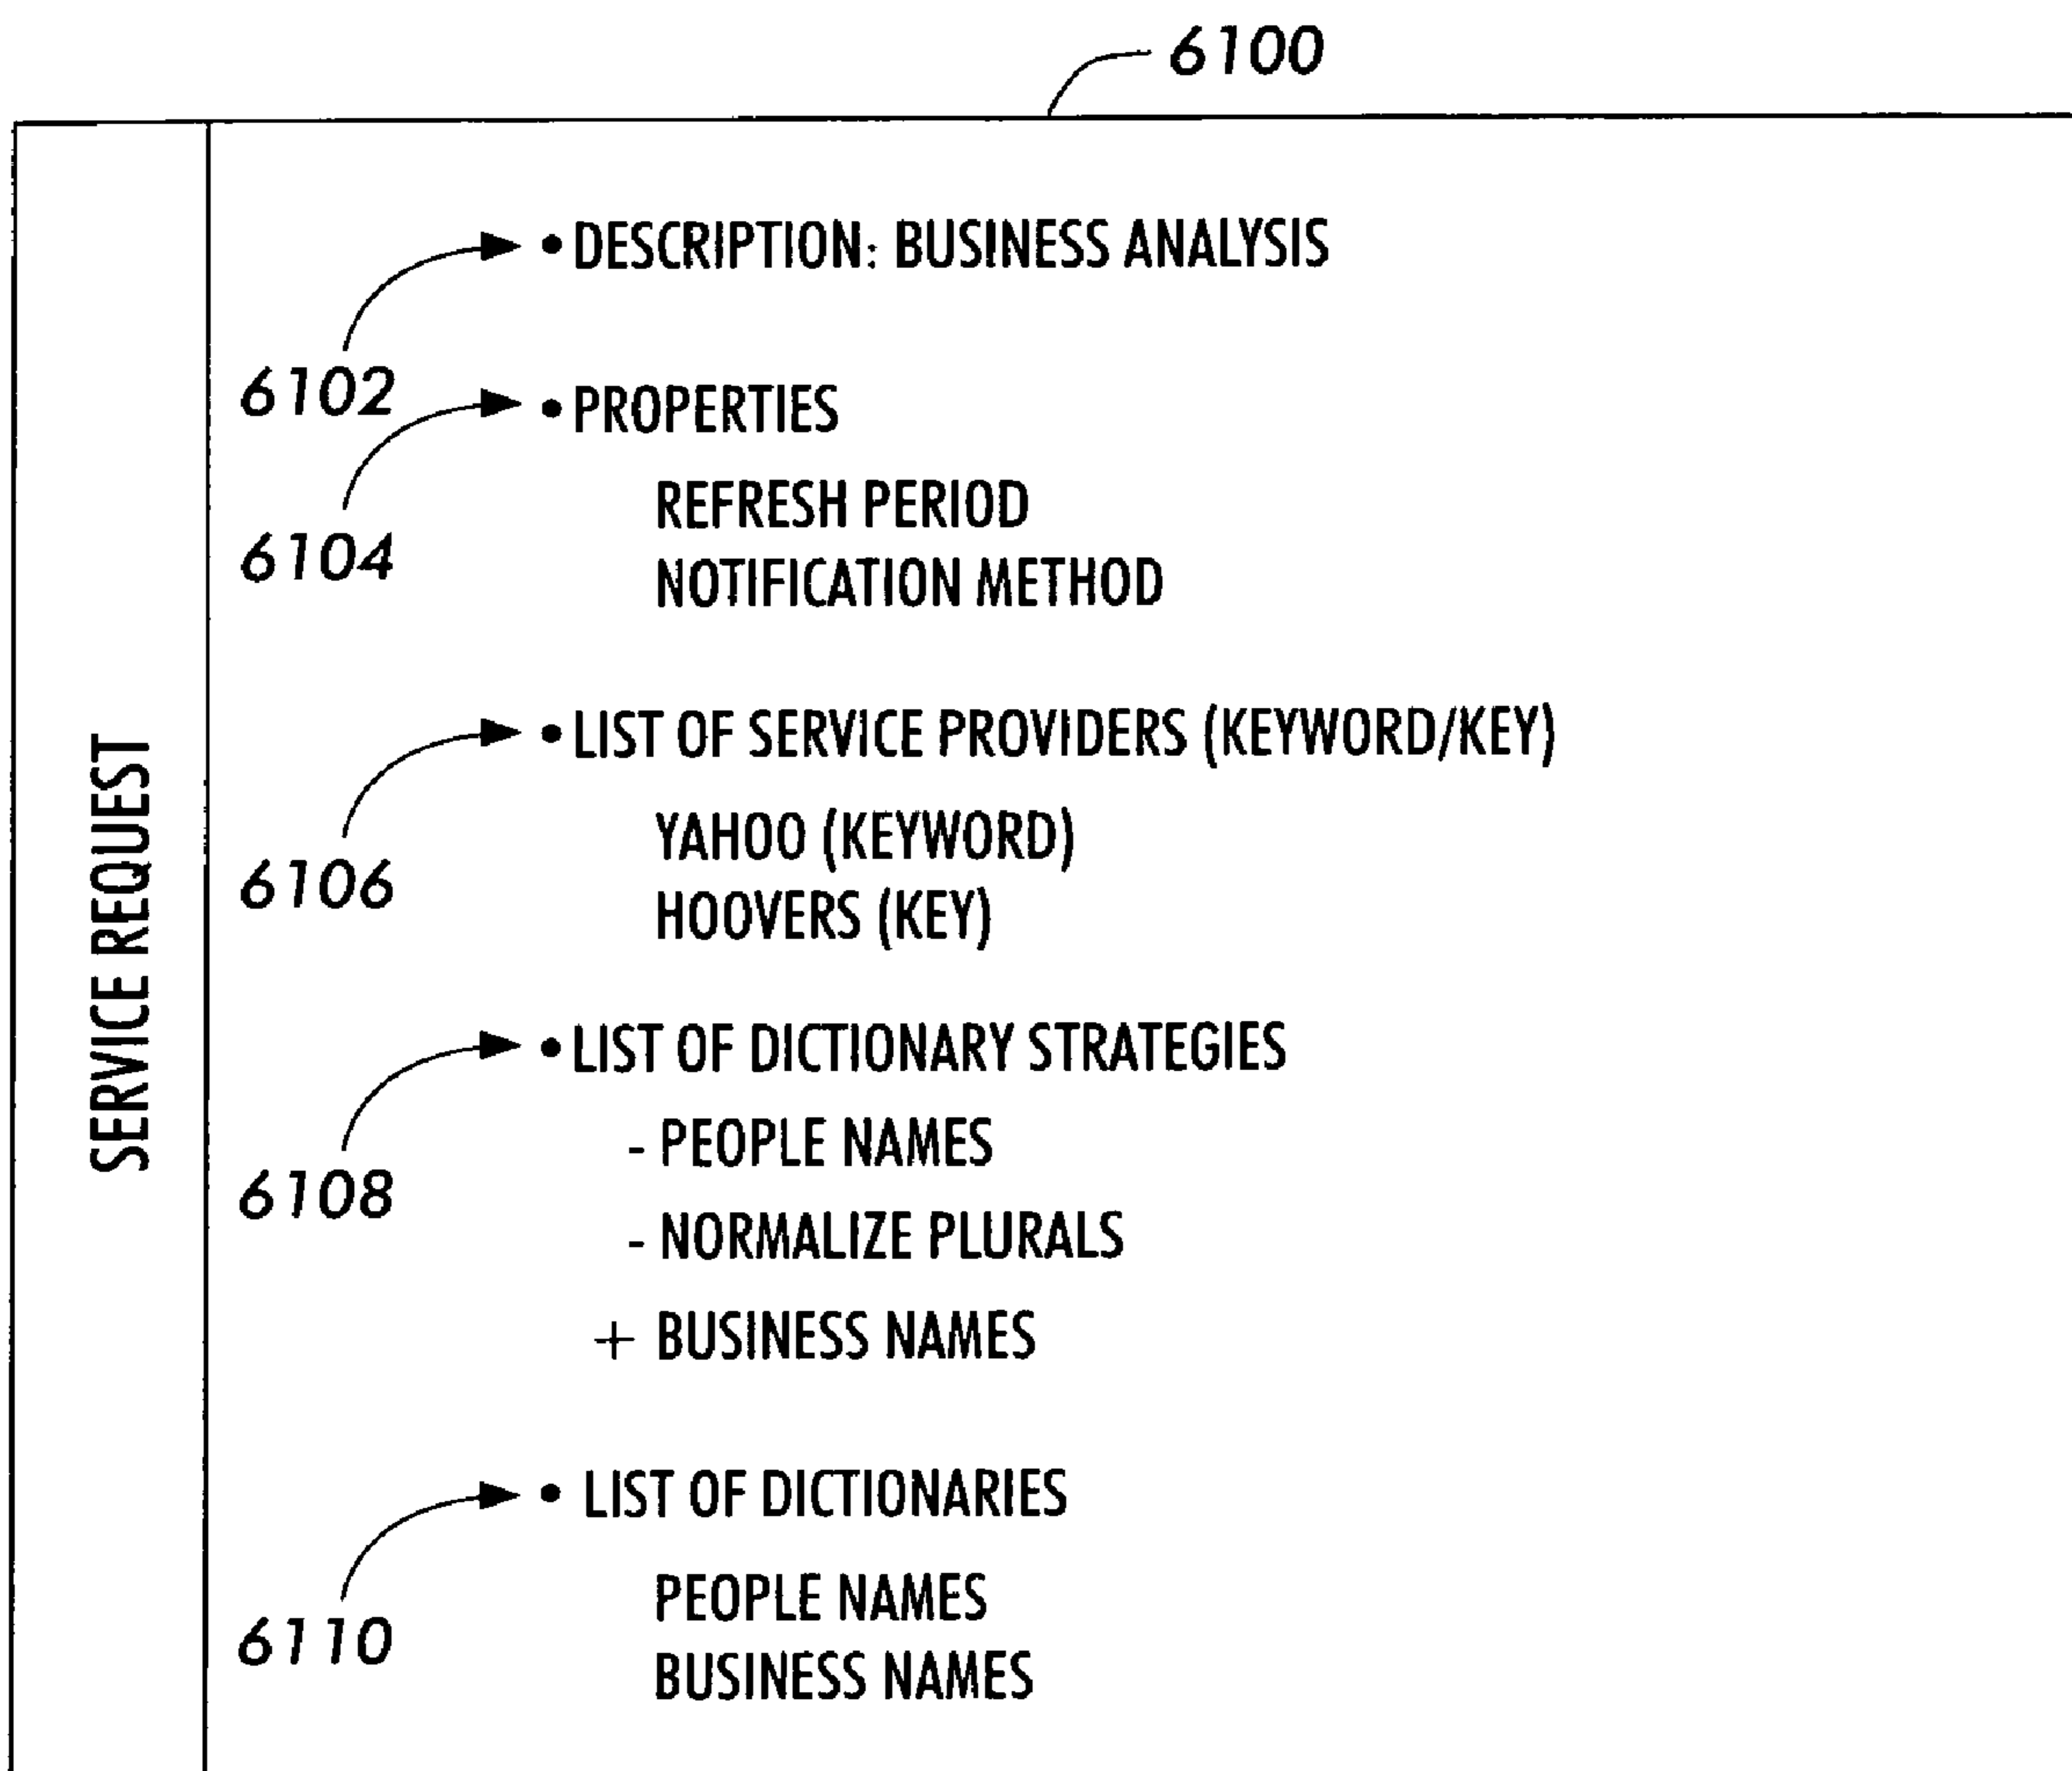 6100
SERVICE REQUEST
• DESCRIPTION: BUSINESS ANALYSIS
6102
• PROPERTIES
REFRESH PERIOD
6104
NOTIFICATION METHOD
• LIST OF SERVICE PROVIDERS (KEYWORD/KEY)
YAHOO (KEYWORD)
6106
HOOVERS (KEY)
• LIST OF DICTIONARY STRATEGIES
- PEOPLE NAMES
6108
- NORMALIZE PLURALS
+ BUSINESS NAMES
• LIST OF DICTIONARIES
PEOPLE NAMES
6110
BUSINESS NAMES